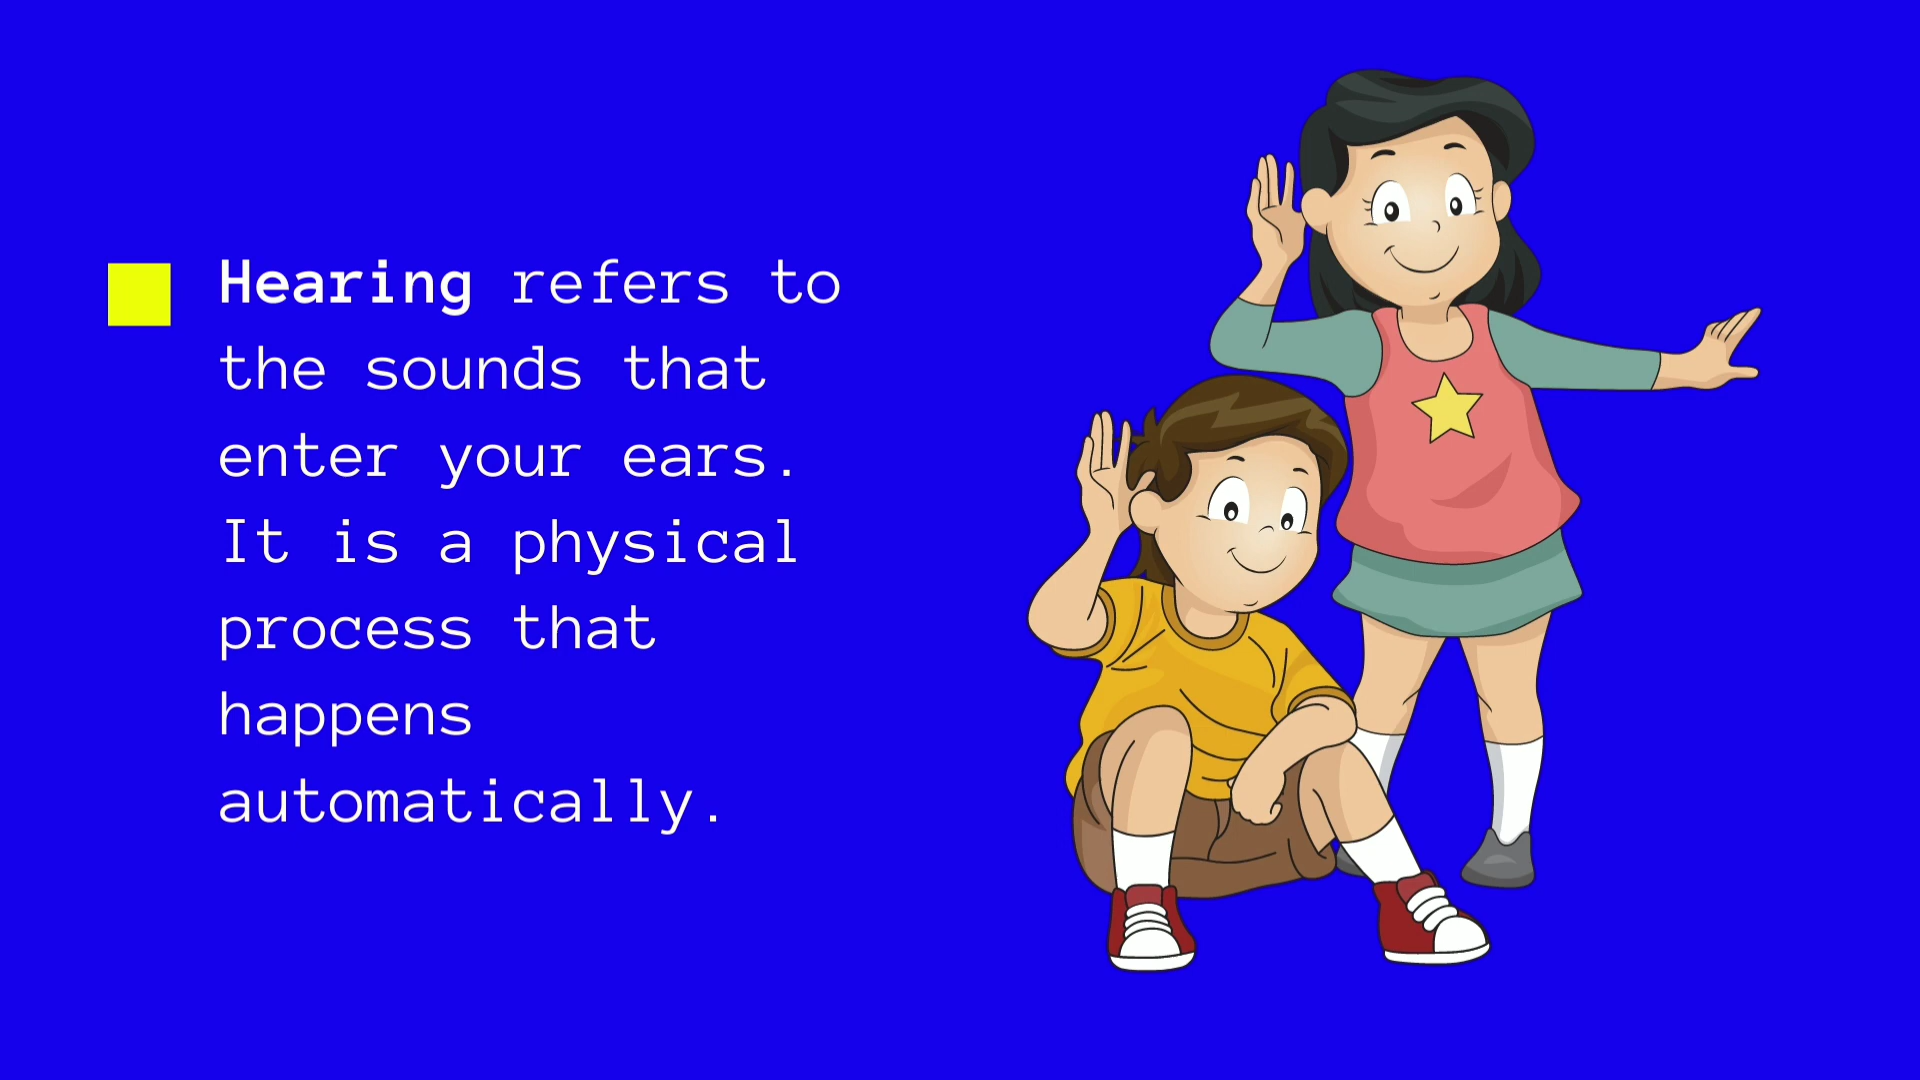 Hearing refers to
the sounds that
enter your ears.
It is a physical
process that
happens
automatically.